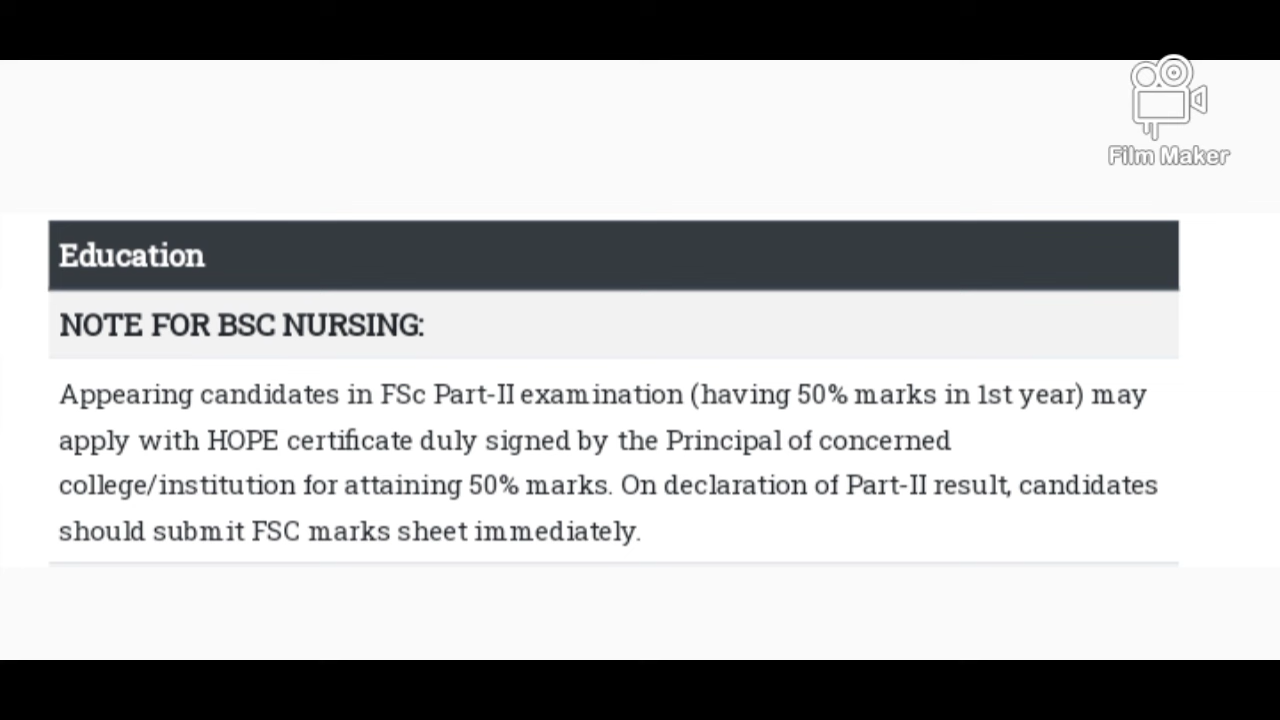 Film Maker
Education
NOTE FOR BSC NURSING:
Appearing candidates in FSc Part-II examination (having 50% marks in 1st year) may
apply with HOPE certificate duly signed by the Principal of concerned
college/institution for attaining 50% marks. On declaration of Part-II result, candidates
should submit FSC marks sheet immediately.